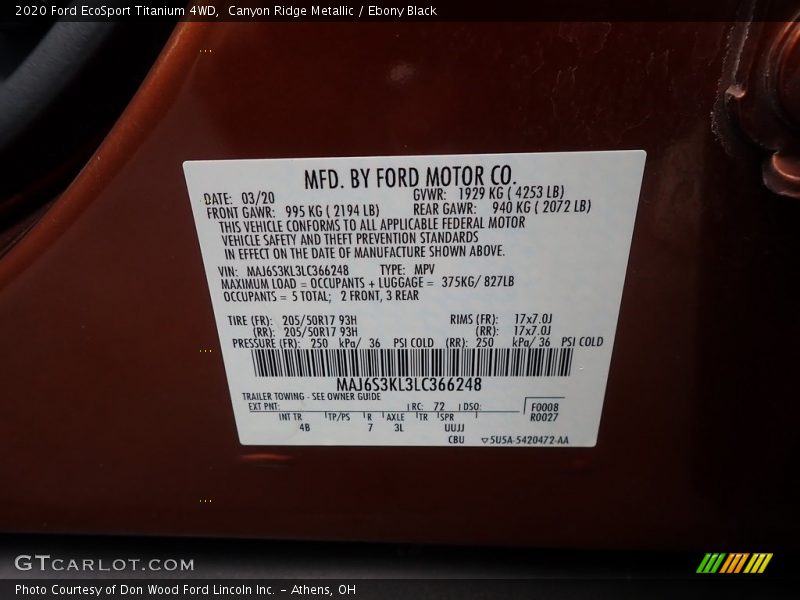 2020 Ford EcoSport Titanium 4WD, Canyon Ridge Metallic / Ebony Black
MFD. BY FORD MOTOR CO.
DATE: 03/20 GVWR: 1929 KG ( 4253 LB)
FRONT GAWR: 995 KG ( 2194 LB) REAR GAWR: 940 KG ( 2072 LB)
THIS VEHICLE CONFORMS TO ALL APPLICABLE FEDERAL MOTOR
VEHICLE SAFETY AND THEFT PREVENTION STANDARDS
IN EFFECT ON THE DATE OF MANUFACTURE SHOWN ABOVE.
VIN: MAJ6S3KL3LC366248 TYPE: MPV
MAXIMUM LOAD = OCCUPANTS + LUGGAGE = 375KG/ 827LB
OCCUPANTS = 5 TOTAL; 2 FRONT, 3 REAR
TIRE (FR): 205/50R17 93H RIMS (FR): 17x7.0J
(RR): 205/50R17 93H (RR): 17x7.0J
PRESSURE (FR): 250 kPa/ 36 PSI COLD (RR): 250 kPa/ 36 PSI COLD
MAJ6S3KL3LC366248
TRAILER TOWING - SEE OWNER GUIDE
EXT PNT: RC: 72 DSO: F0008
R0027
INT TR TP/PS R AXLE TR SPR
4B 7 3L UUJJ
CBU 5U5A-5420472-AA
GTCARLOT.COM
Photo Courtesy of Don Wood Ford Lincoln Inc. - Athens, OH